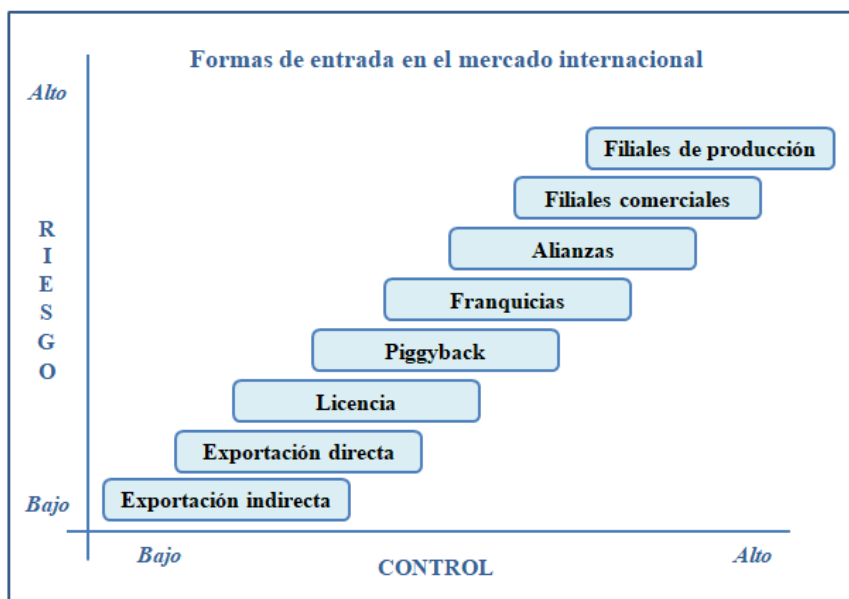 Formas de entrada en el mercado internacional
Alto
Filiales de producción
Filiales comerciales
R
I
E
S
G
O
Alianzas
Franquicias
Piggyback
Licencia
Exportación directa
Exportación indirecta
Bajo
Bajo
CONTROL
Alto